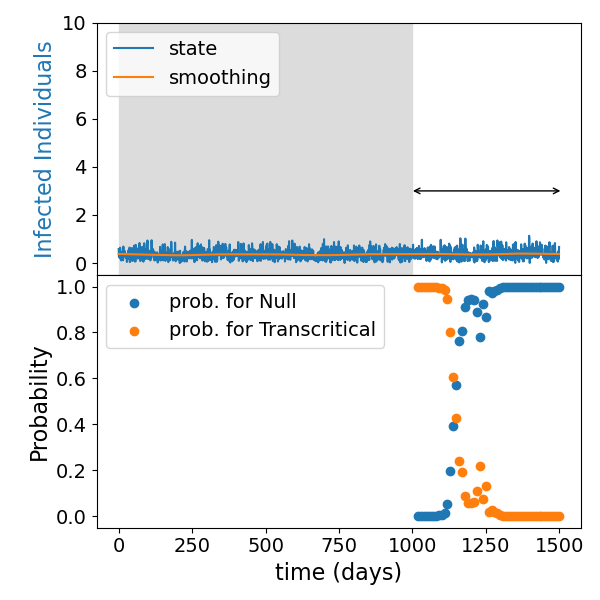 10
8
6
4
2
0
Infected Individuals
state
smoothing
1.0
0.8
0.6
0.4
0.2
0.0
Probability
prob. for Null
prob. for Transcritical
0 250 500 750 1000 1250 1500
time (days)